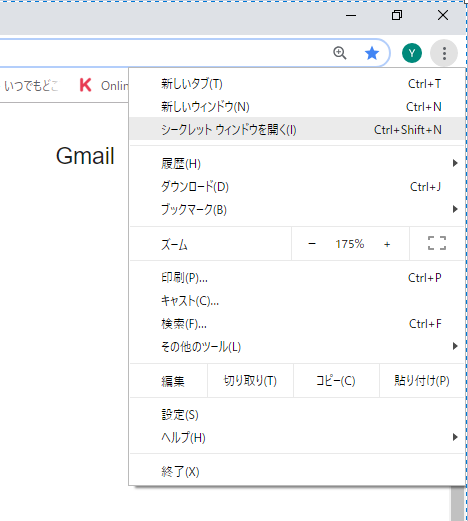 Y
いつでもどこ
K Onlin
Gmail
新しいタブ(T) Ctrl+T
新しいウィンドウ(N) Ctrl+N
シークレット ウィンドウを開く(I) Ctrl+Shift+N
履歴(H)
ダウンロード(D) Ctrl+J
ブックマーク(B)
ズーム − 175% +
印刷(P)... Ctrl+P
キャスト(C)...
検索(F)... Ctrl+F
その他のツール(L)
編集 切り取り(T) コピー(C) 貼り付け(P)
設定(S)
ヘルプ(H)
終了(X)